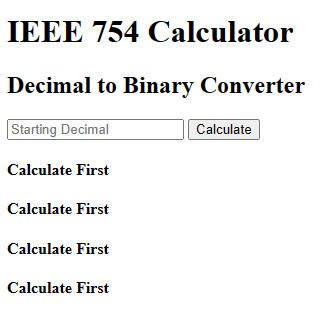 IEEE 754 Calculator
Decimal to Binary Converter
Starting Decimal Calculate
Calculate First
Calculate First
Calculate First
Calculate First